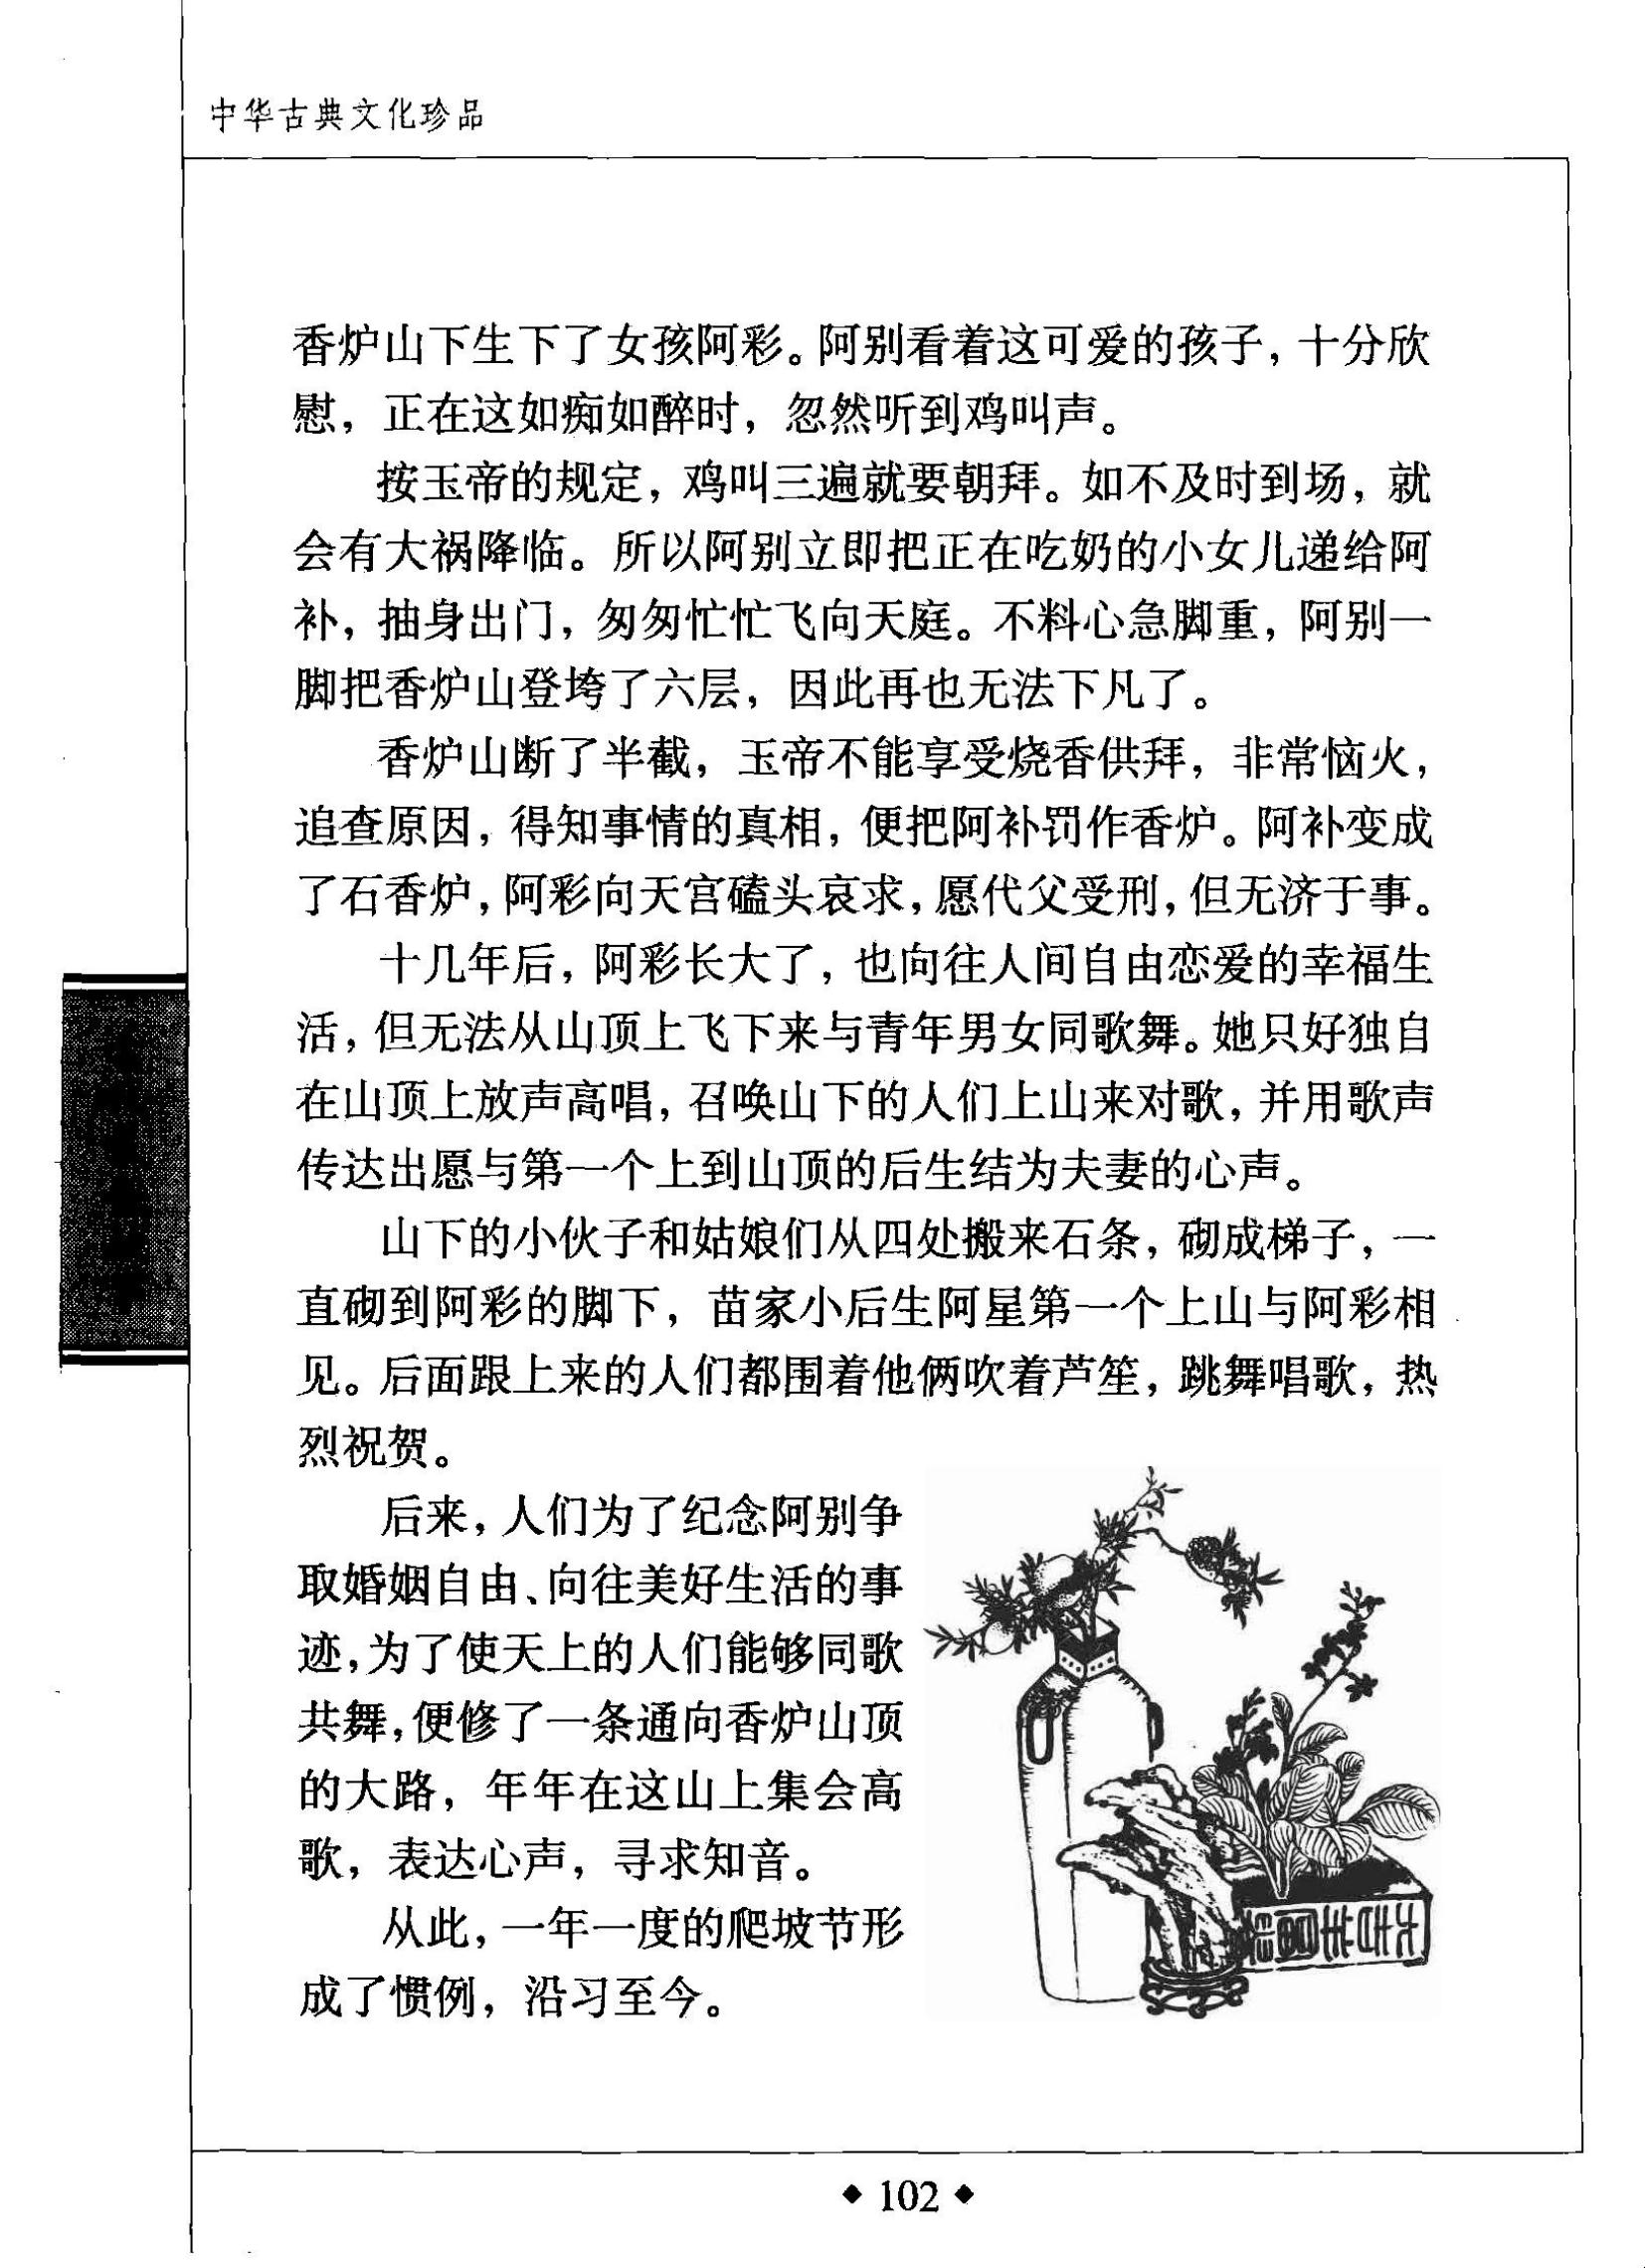 中华古典文化珍品
香炉山下生下了女孩阿彩。阿别看着这可爱的孩子，十分欣
慰，正在这如痴如醉时，忽然听到鸡叫声。
按玉帝的规定，鸡叫三遍就要朝拜。如不及时到场，就
会有大祸降临。所以阿别立即把正在吃奶的小女儿递给阿
补，抽身出门，匆匆忙忙飞向天庭。不料心急脚重，阿别一
脚把香炉山登垮了六层，因此再也无法下凡了。
香炉山断了半截，玉帝不能享受烧香供拜，非常恼火，
追查原因，得知事情的真相，便把阿补罚作香炉。阿补变成
了石香炉，阿彩向天宫磕头哀求，愿代父受刑，但无济于事。
十几年后，阿彩长大了，也向往人间自由恋爱的幸福生
活，但无法从山顶上飞下来与青年男女同歌舞。她只好独自
在山顶上放声高唱，召唤山下的人们上山来对歌，并用歌声
传达出愿与第一个上到山顶的后生结为夫妻的心声。
山下的小伙子和姑娘们从四处搬来石条，砌成梯子，一
直砌到阿彩的脚下，苗家小后生阿星第一个上山与阿彩相
见。后面跟上来的人们都围着他俩吹着芦笙，跳舞唱歌，热
烈祝贺。
后来，人们为了纪念阿别争
取婚姻自由、向往美好生活的事
迹，为了使天上的人们能够同歌
共舞，便修了一条通向香炉山顶
的大路，年年在这山上集会高
歌，表达心声，寻求知音。
从此，一年一度的爬坡节形
成了惯例，沿习至今。
◆ 102 ◆